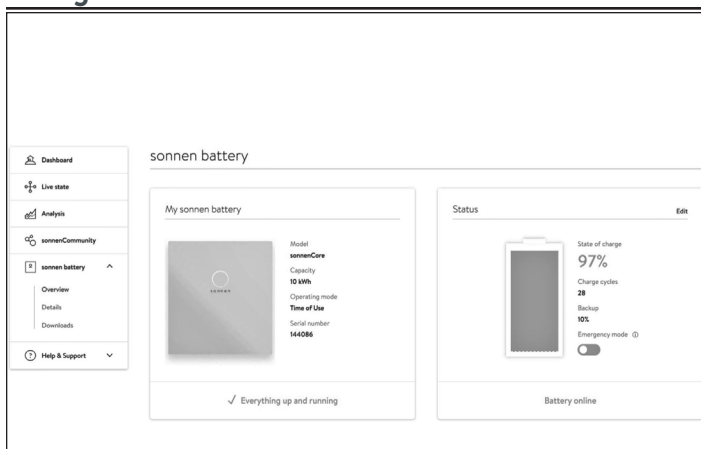 Dashboard
Live state
Analysis
sonnenCommunity
sonnen battery
Overview
Details
Downloads
? Help & Support
sonnen battery
My sonnen battery
sonnen
Model
sonnenCore
Capacity
10 kWh
Operating mode
Time of Use
Serial number
144086
✓ Everything up and running
Status
Edit
State of charge
97%
Charge cycles
28
Backup
10%
Emergency mode ⓘ
Battery online